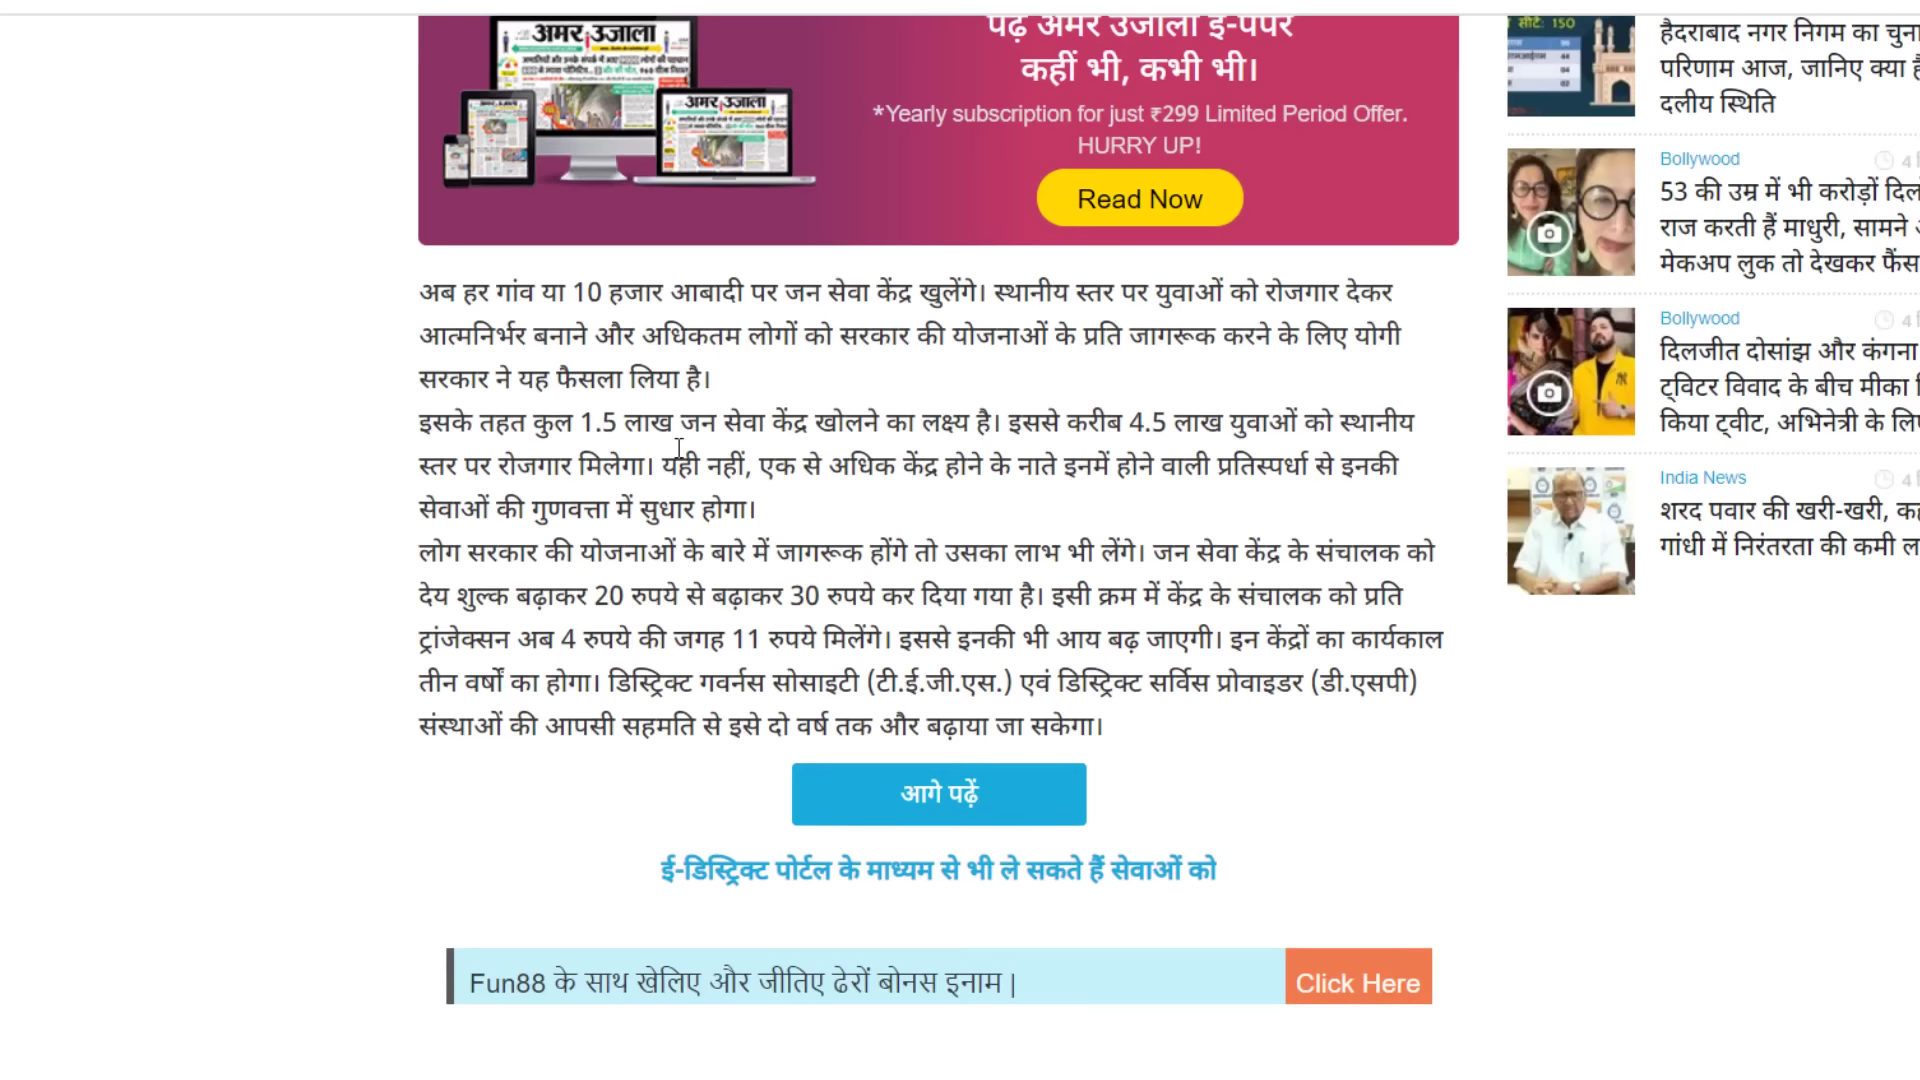 अमर उजाला
अमर उजाला
पढ़ें अमर उजाला ई-पेपर
कहीं भी, कभी भी।
*Yearly subscription for just ₹299 Limited Period Offer.
HURRY UP!
Read Now
अब हर गांव या 10 हजार आबादी पर जन सेवा केंद्र खुलेंगे। स्थानीय स्तर पर युवाओं को रोजगार देकर
आत्मनिर्भर बनाने और अधिकतम लोगों को सरकार की योजनाओं के प्रति जागरूक करने के लिए योगी
सरकार ने यह फैसला लिया है।
इसके तहत कुल 1.5 लाख जन सेवा केंद्र खोलने का लक्ष्य है। इससे करीब 4.5 लाख युवाओं को स्थानीय
स्तर पर रोजगार मिलेगा। यही नहीं, एक से अधिक केंद्र होने के नाते इनमें होने वाली प्रतिस्पर्धा से इनकी
सेवाओं की गुणवत्ता में सुधार होगा।
लोग सरकार की योजनाओं के बारे में जागरूक होंगे तो उसका लाभ भी लेंगे। जन सेवा केंद्र के संचालक को
देय शुल्क बढ़ाकर 20 रुपये से बढ़ाकर 30 रुपये कर दिया गया है। इसी क्रम में केंद्र के संचालक को प्रति
ट्रांजेक्सन अब 4 रुपये की जगह 11 रुपये मिलेंगे। इससे इनकी भी आय बढ़ जाएगी। इन केंद्रों का कार्यकाल
तीन वर्षों का होगा। डिस्ट्रिक्ट गवर्नस सोसाइटी (टी.ई.जी.एस.) एवं डिस्ट्रिक्ट सर्विस प्रोवाइडर (डी.एसपी)
संस्थाओं की आपसी सहमति से इसे दो वर्ष तक और बढ़ाया जा सकेगा।
आगे पढ़ें
ई-डिस्ट्रिक्ट पोर्टल के माध्यम से भी ले सकते हैं सेवाओं को
Fun88 के साथ खेलिए और जीतिए ढेरों बोनस इनाम |
Click Here
सीटें: 150
हैदराबाद नगर निगम का
परिणाम आज, जानिए क्या
दलीय स्थिति
Bollywood
4
53 की उम्र में भी करोड़ों
राज करती हैं माधुरी, सामने
मेकअप लुक तो देखकर
Bollywood
4
दिलजीत दोसांझ और कंगना
ट्विटर विवाद के बीच मीका
किया ट्वीट, अभिनेत्री के
India News
4
शरद पवार की खरी-खरी,
गांधी में निरंतरता की कमी